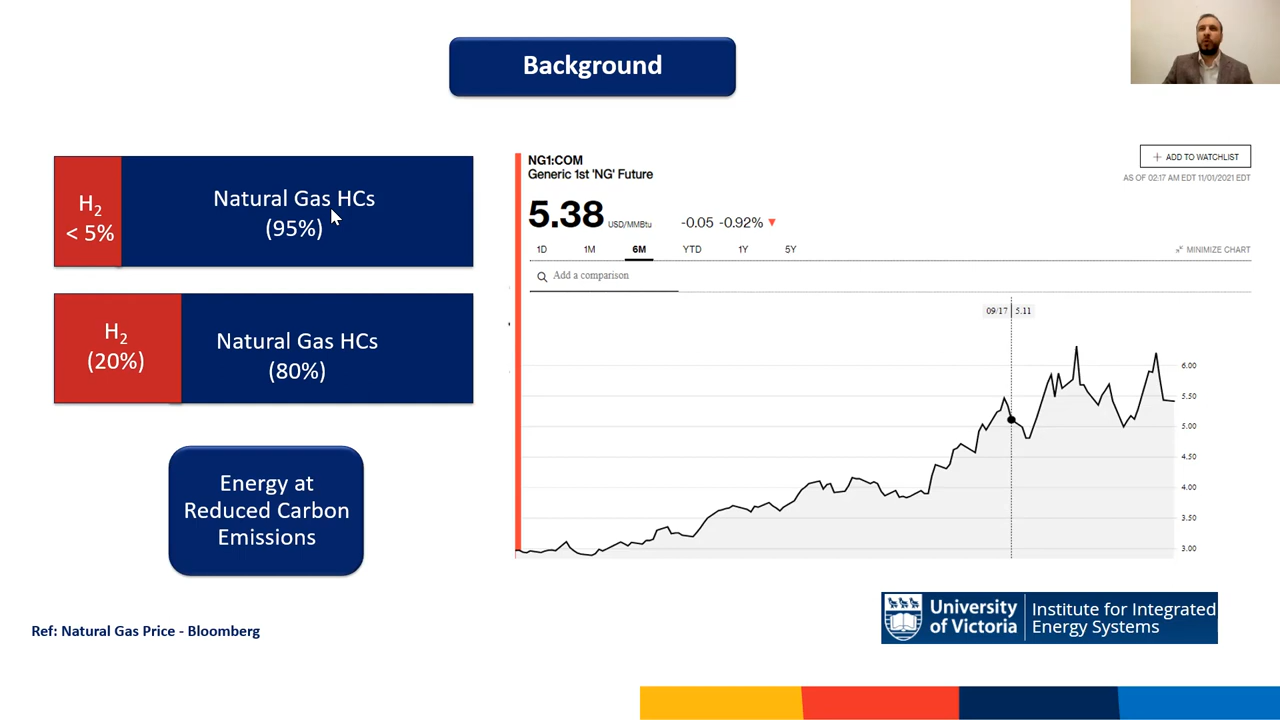 Background
H2
< 5%
Natural Gas HCs
(95%)
H2
(20%)
Natural Gas HCs
(80%)
Energy at
Reduced Carbon
Emissions
Ref: Natural Gas Price - Bloomberg
NG1:COM
Generic 1st 'NG' Future
5.38 USD/MMBtu -0.05 -0.92% ▼
+ ADD TO WATCHLIST
AS OF 02:17 AM EDT 11/01/2021 EDT
1D 1M 6M YTD 1Y 5Y
MINIMIZE CHART
Add a comparison
09/17 5.11
6.00
5.50
5.00
4.50
4.00
3.50
3.00
University
of Victoria
Institute for Integrated
Energy Systems